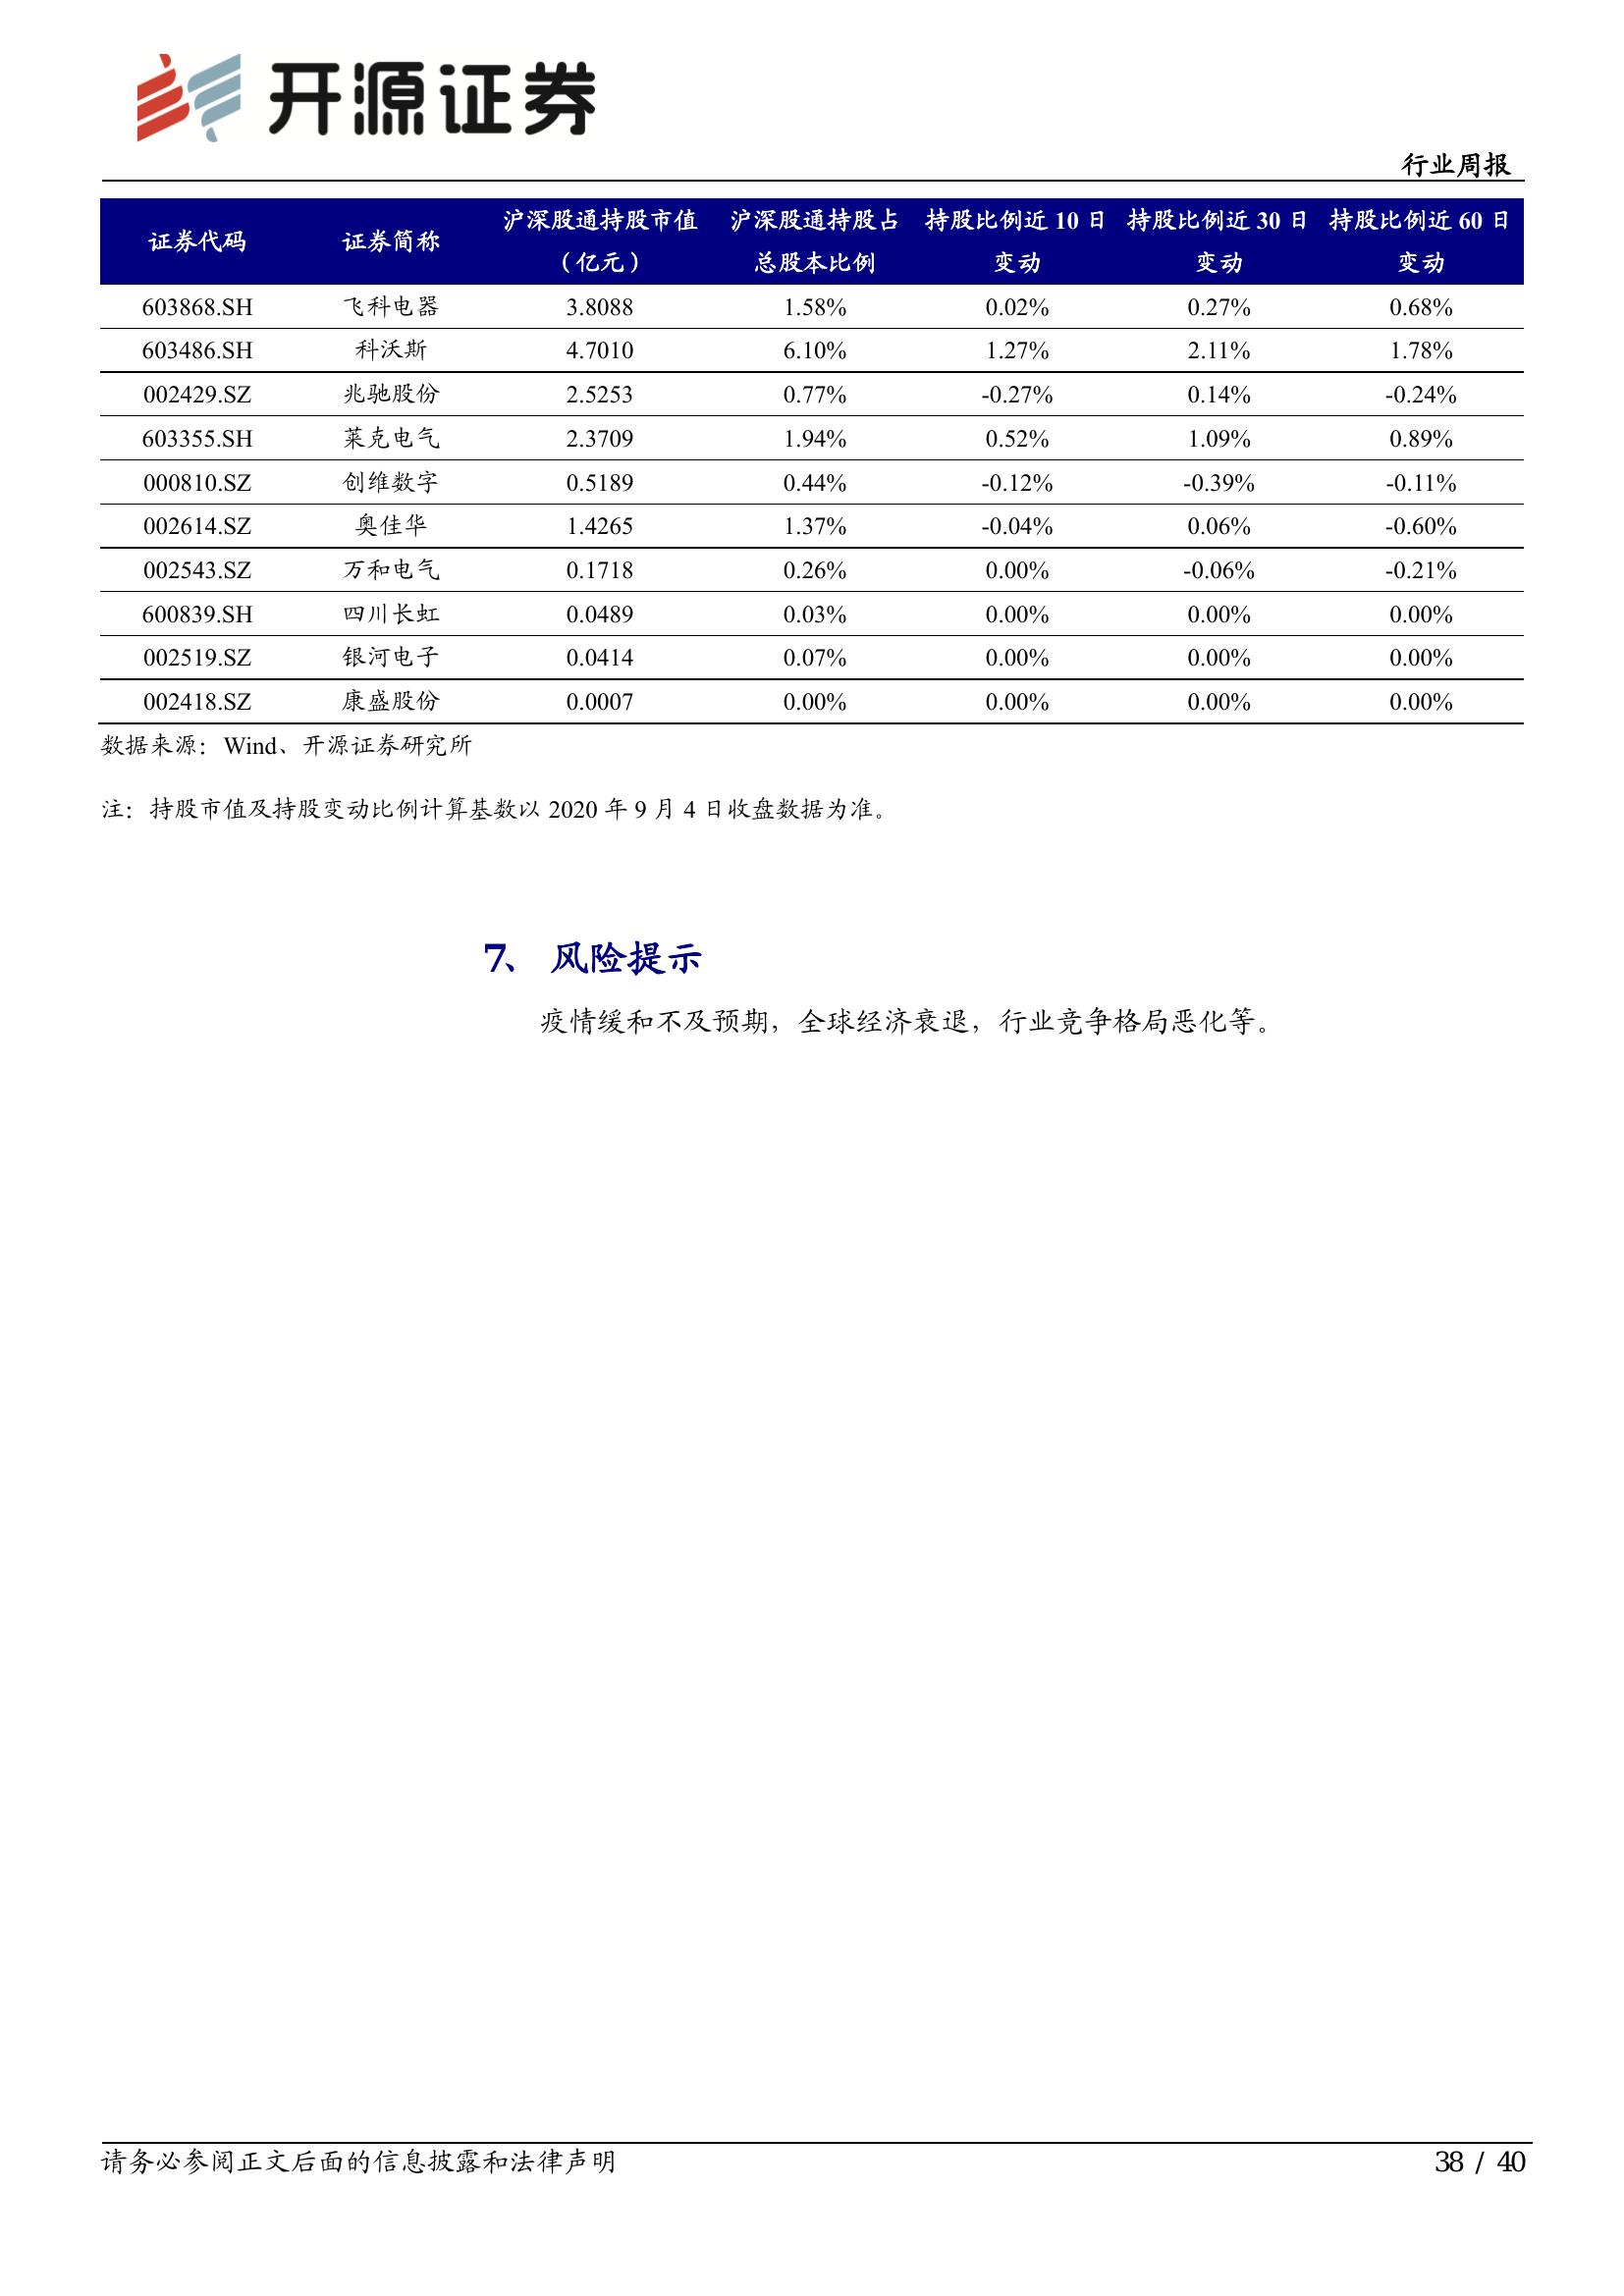 开源证券
行业周报
证券代码 证券简称 沪深股通持股市值（亿元） 沪深股通持股占总股本比例 持股比例近 10 日变动 持股比例近 30 日变动 持股比例近 60 日变动
603868.SH 飞科电器 3.8088 1.58% 0.02% 0.27% 0.68%
603486.SH 科沃斯 4.7010 6.10% 1.27% 2.11% 1.78%
002429.SZ 兆驰股份 2.5253 0.77% -0.27% 0.14% -0.24%
603355.SH 莱克电气 2.3709 1.94% 0.52% 1.09% 0.89%
000810.SZ 创维数字 0.5189 0.44% -0.12% -0.39% -0.11%
002614.SZ 奥佳华 1.4265 1.37% -0.04% 0.06% -0.60%
002543.SZ 万和电气 0.1718 0.26% 0.00% -0.06% -0.21%
600839.SH 四川长虹 0.0489 0.03% 0.00% 0.00% 0.00%
002519.SZ 银河电子 0.0414 0.07% 0.00% 0.00% 0.00%
002418.SZ 康盛股份 0.0007 0.00% 0.00% 0.00% 0.00%
数据来源：Wind、开源证券研究所
注：持股市值及持股变动比例计算基数以 2020 年 9 月 4 日收盘数据为准。
7、 风险提示
疫情缓和不及预期，全球经济衰退，行业竞争格局恶化等。
请务必参阅正文后面的信息披露和法律声明 38 / 40